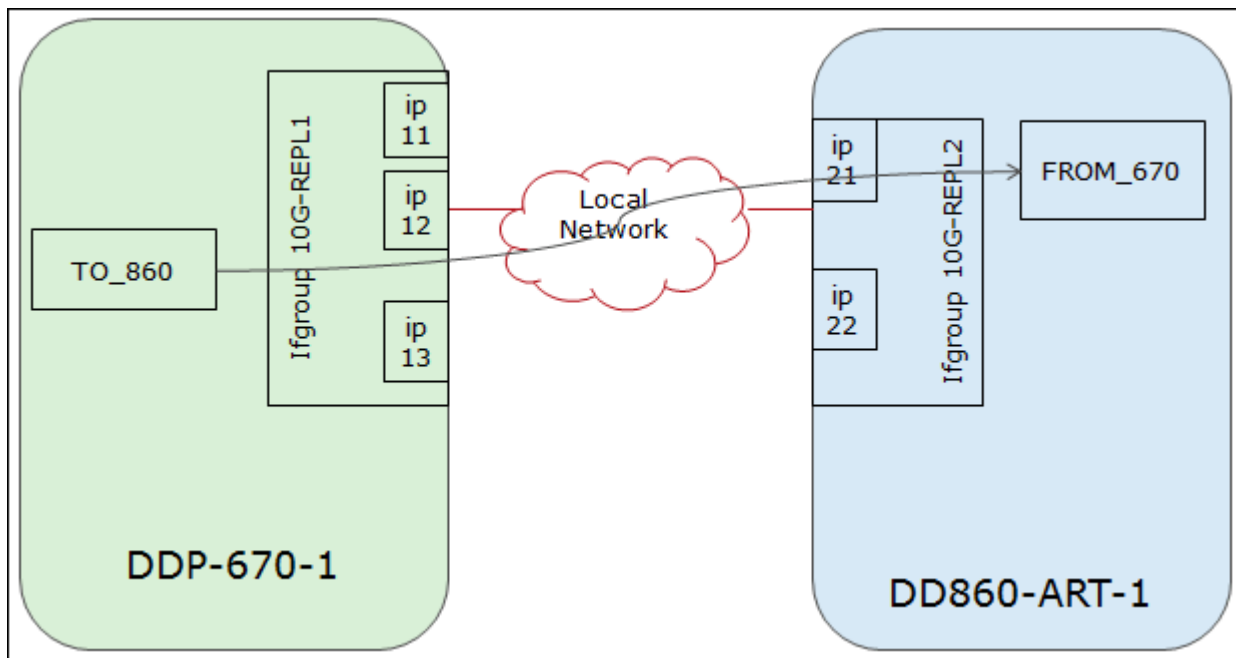 TO_860
Ifgroup 10G-REPL1
ip
11
ip
12
ip
13
DDP-670-1
Local
Network
ip
21
ip
22
Ifgroup 10G-REPL2
FROM_670
DD860-ART-1